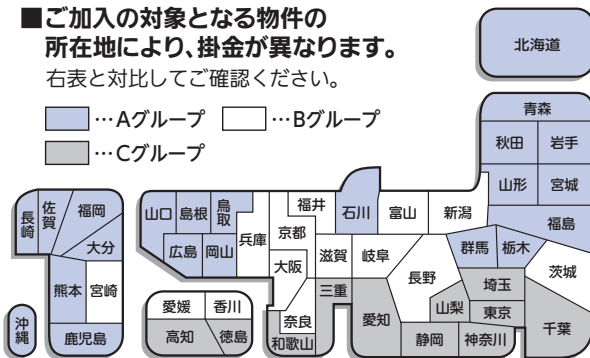 ■ご加入の対象となる物件の
所在地により、掛金が異なります。
右表と対比してご確認ください。
…Aグループ
…Bグループ
…Cグループ
北海道
青森
秋田
岩手
山形
宮城
福島
石川
富山
新潟
福井
群馬
栃木
茨城
埼玉
東京
千葉
山梨
神奈川
静岡
長野
岐阜
愛知
滋賀
三重
京都
大阪
奈良
和歌山
兵庫
鳥取
島根
山口
広島
岡山
愛媛
香川
高知
徳島
福岡
佐賀
長崎
大分
熊本
宮崎
鹿児島
沖縄